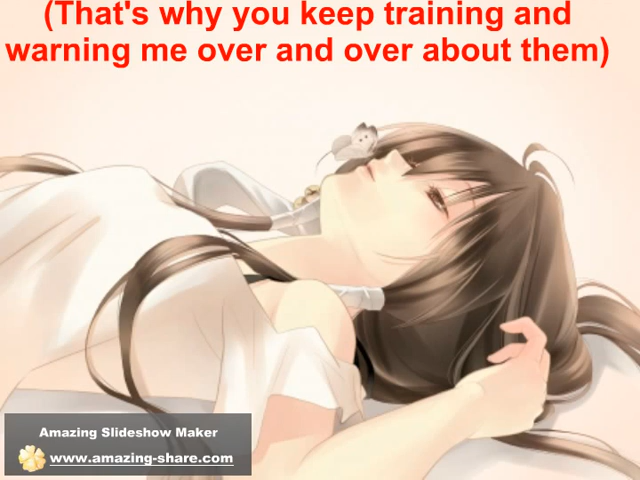 (That's why you keep training and
warning me over and over about them)
Amazing Slideshow Maker
www.amazing-share.com